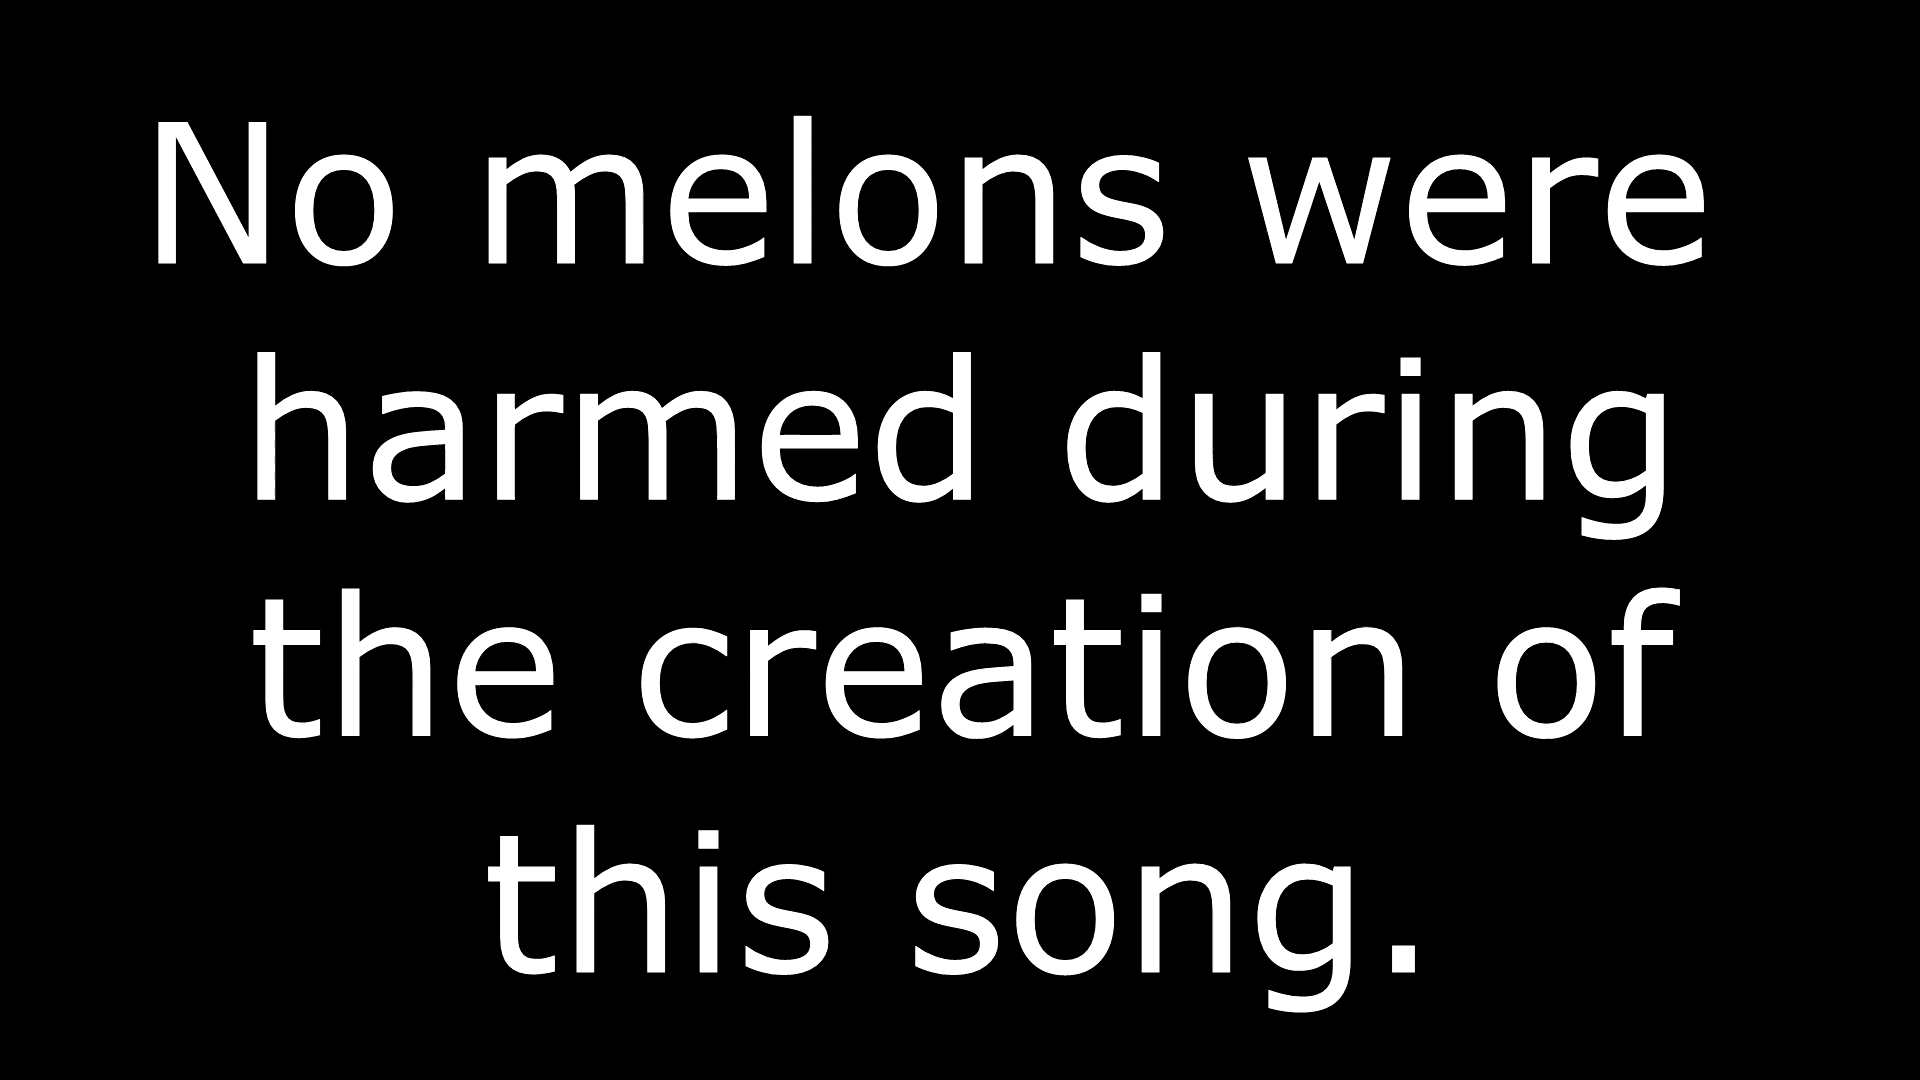 No melons were
harmed during
the creation of
this song.